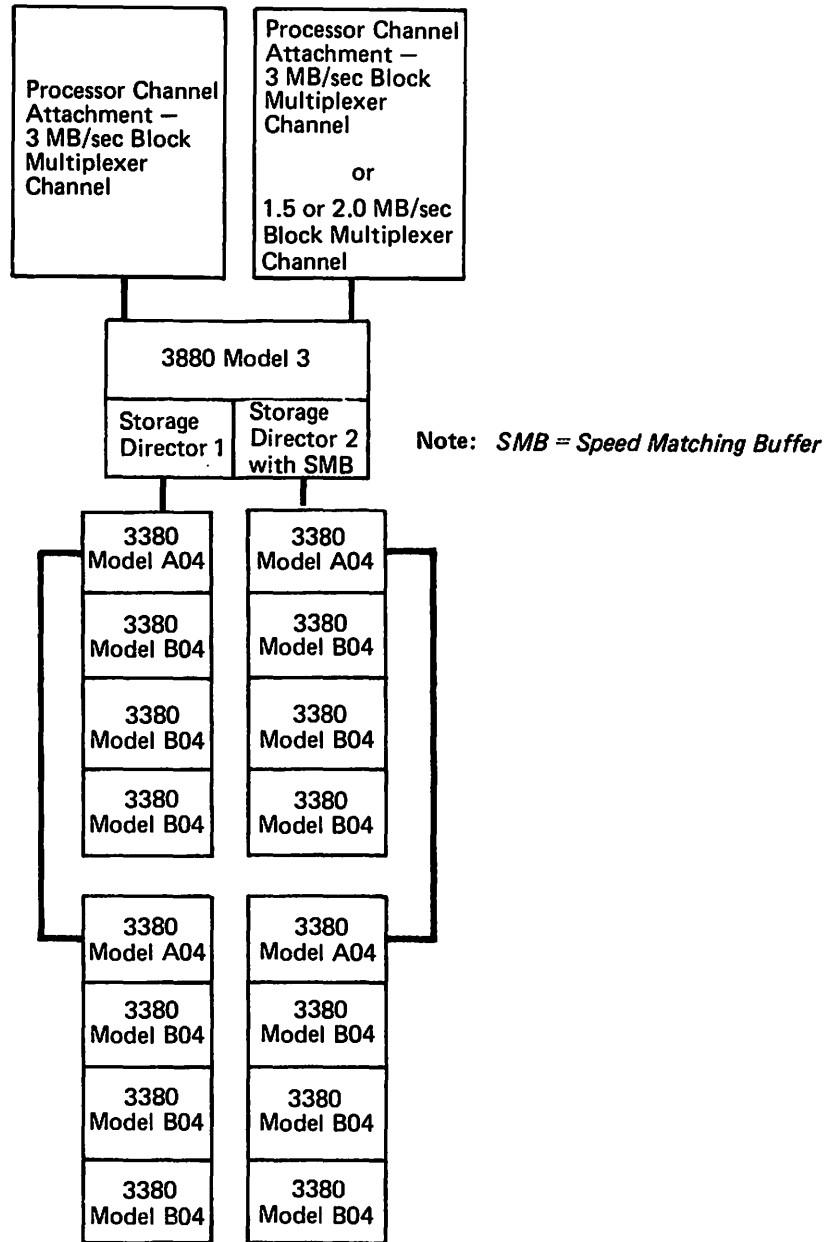 Processor Channel
Attachment —
3 MB/sec Block
Multiplexer
Channel
Processor Channel
Attachment —
3 MB/sec Block
Multiplexer
Channel
or
1.5 or 2.0 MB/sec
Block Multiplexer
Channel
3880 Model 3
Storage
Director 1
Storage
Director 2
with SMB
Note: SMB = Speed Matching Buffer
3380
Model A04
3380
Model A04
3380
Model B04
3380
Model B04
3380
Model B04
3380
Model B04
3380
Model B04
3380
Model B04
3380
Model A04
3380
Model A04
3380
Model B04
3380
Model B04
3380
Model B04
3380
Model B04
3380
Model B04
3380
Model B04